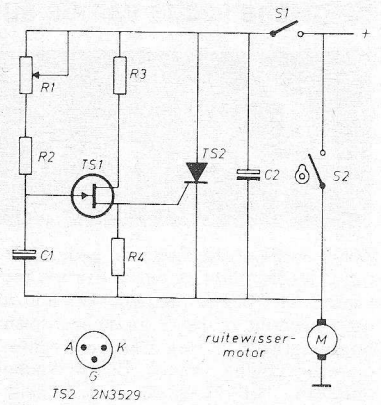 S1
+
R1
R3
R2
TS1
TS2
C2
S2
C1
R4
ruitewisser-
motor
M
A
K
G
TS2 2N3529